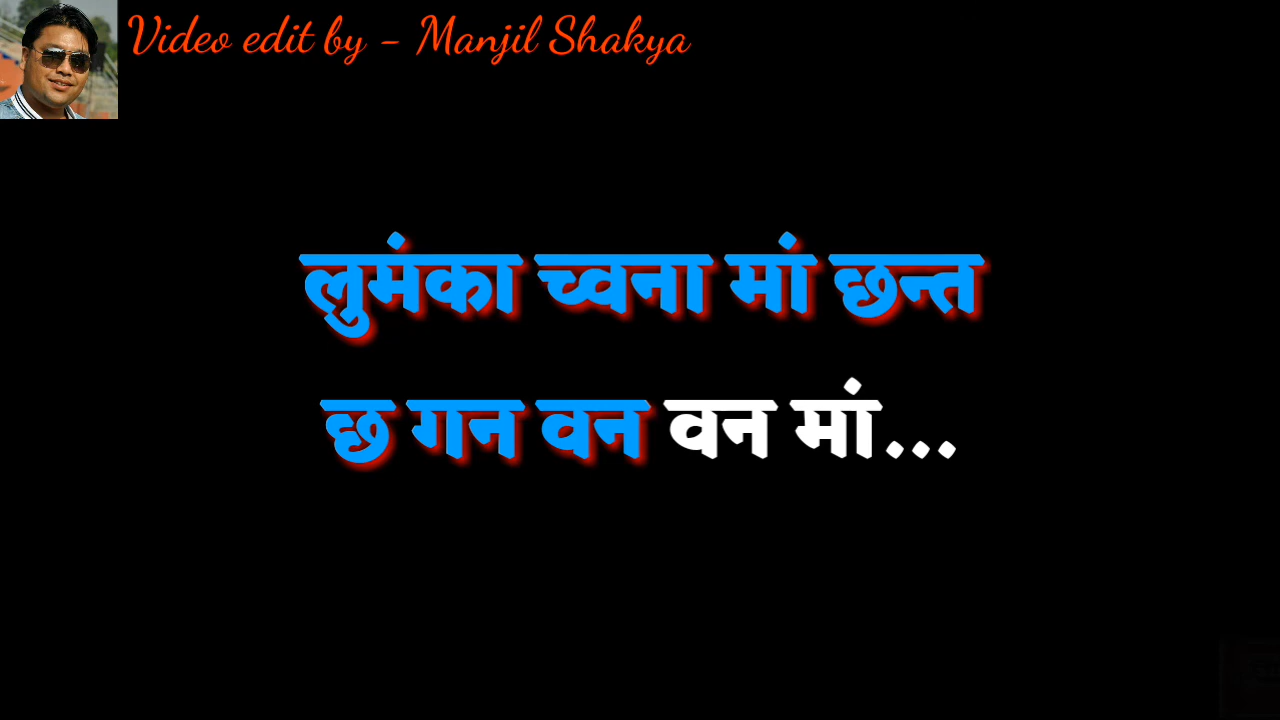 Video edit by - Manjil Shakya
लुमंका च्वना मां छन्त
छ गन वन वन मां...